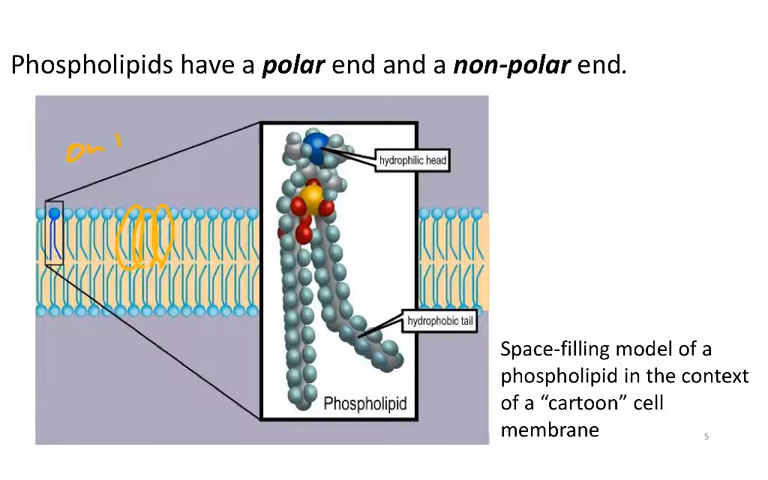 Phospholipids have a polar end and a non-polar end.
hydrophilic head
hydrophobic tail
Phospholipid
Space-filling model of a
phospholipid in the context
of a “cartoon” cell
membrane
5